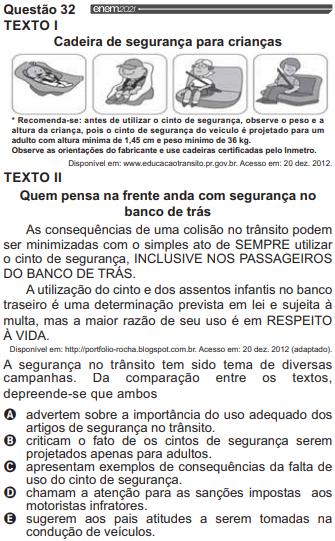 Questão 32 enem2021
TEXTO I
Cadeira de segurança para crianças
* Recomenda-se: antes de utilizar o cinto de segurança, observe o peso e a
altura da criança, pois o cinto de segurança do veículo é projetado para um
adulto com altura mínima de 1,45 cm e peso mínimo de 36 kg.
Observe as orientações do fabricante e use cadeiras certificadas pelo Inmetro.
Disponível em: www.educacaotransito.pr.gov.br. Acesso em: 20 dez. 2012.
TEXTO II
Quem pensa na frente anda com segurança no
banco de trás
As consequências de uma colisão no trânsito podem
ser minimizadas com o simples ato de SEMPRE utilizar
o cinto de segurança, INCLUSIVE NOS PASSAGEIROS
DO BANCO DE TRÁS.
A utilização do cinto e dos assentos infantis no banco
traseiro é uma determinação prevista em lei e sujeita à
multa, mas a maior razão de seu uso é em RESPEITO
À VIDA.
Disponível em: http://portfolio-rocha.blogspot.com.br. Acesso em: 20 dez. 2012 (adaptado).
A segurança no trânsito tem sido tema de diversas
campanhas. Da comparação entre os textos,
depreende-se que ambos
A advertem sobre a importância do uso adequado dos
artigos de segurança no trânsito.
B criticam o fato de os cintos de segurança serem
projetados apenas para adultos.
C apresentam exemplos de consequências da falta de
uso do cinto de segurança.
D chamam a atenção para as sanções impostas aos
motoristas infratores.
E sugerem aos pais atitudes a serem tomadas na
condução de veículos.